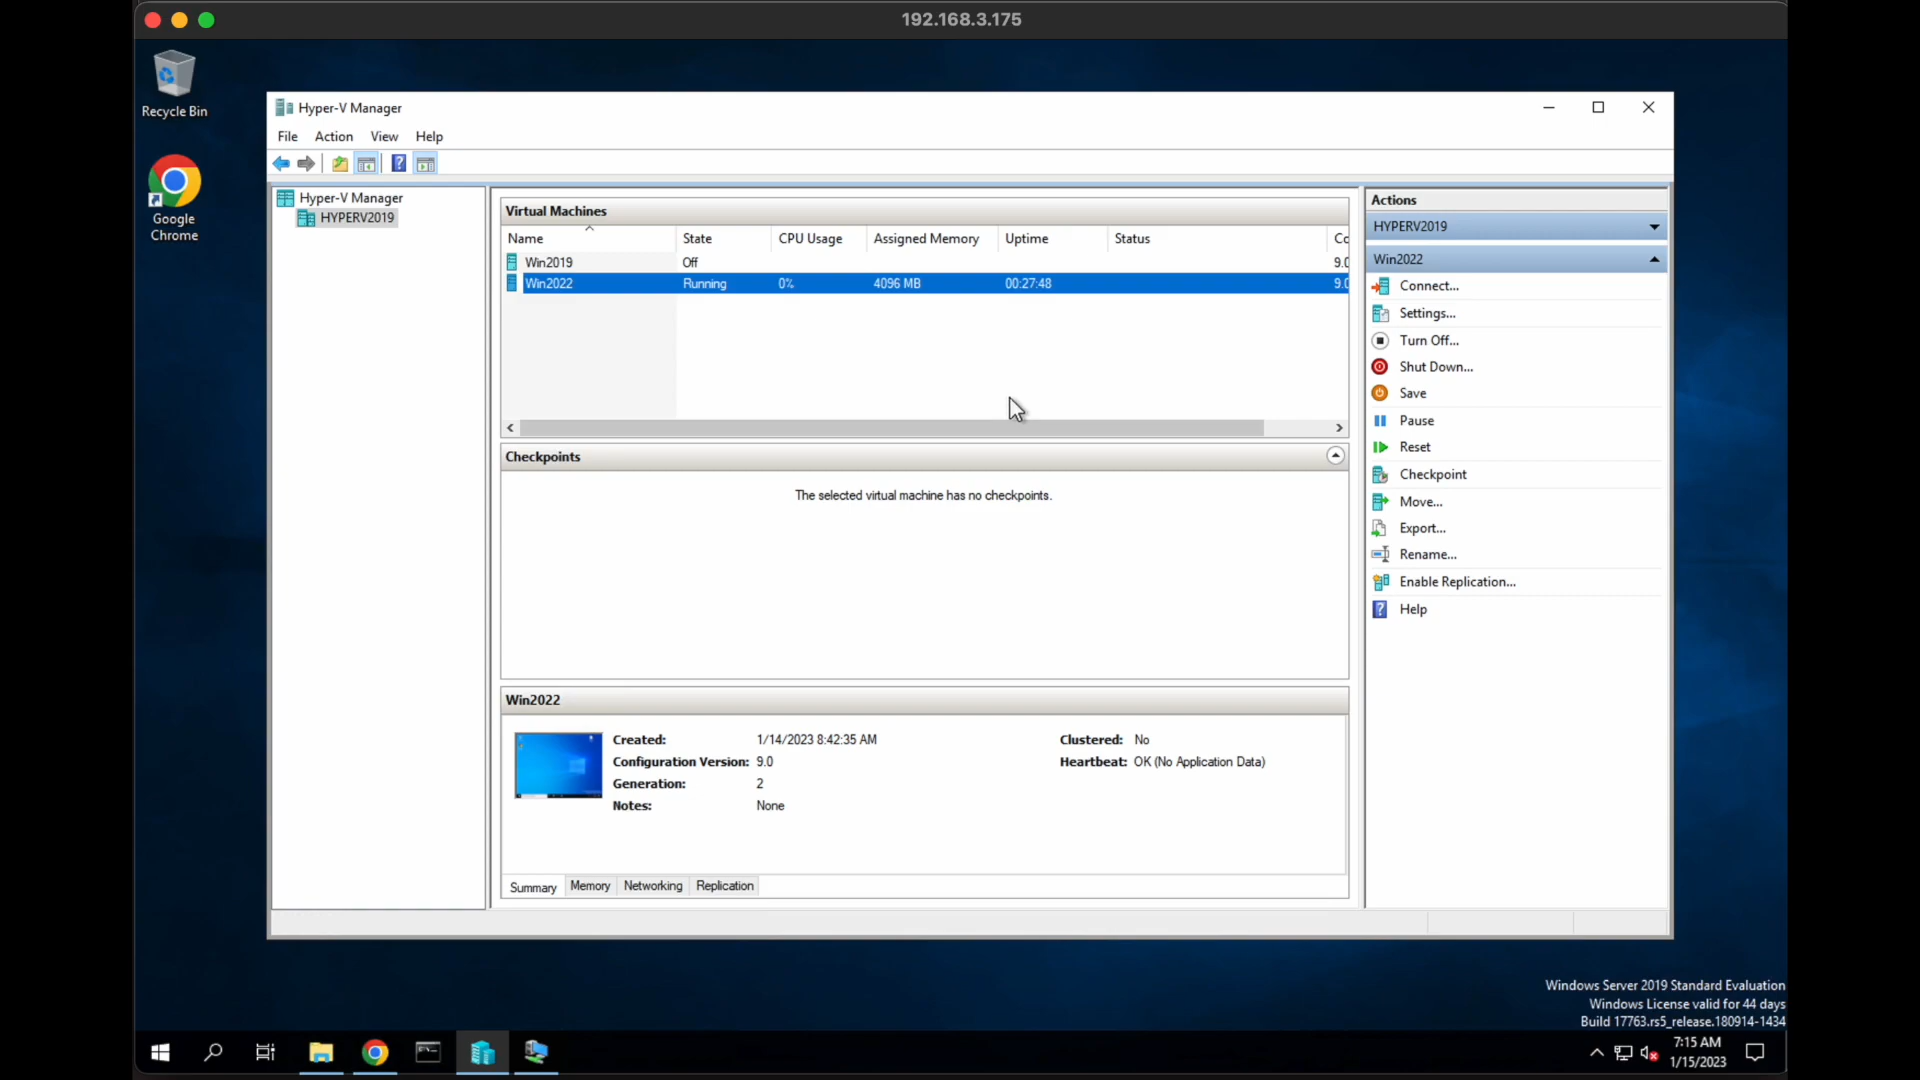 192.168.3.175
Recycle Bin
Google
Chrome
Hyper-V Manager
File Action View Help
Hyper-V Manager
HYPERV2019
Virtual Machines
Name State CPU Usage Assigned Memory Uptime Status Co
Win2019 Off 9.0
Win2022 Running 0% 4096 MB 00:27:48 9.0
Checkpoints
The selected virtual machine has no checkpoints.
Win2022
Created: 1/14/2023 8:42:35 AM Clustered: No
Configuration Version: 9.0 Heartbeat: OK (No Application Data)
Generation: 2
Notes: None
Summary Memory Networking Replication
Actions
HYPERV2019
Win2022
Connect...
Settings...
Turn Off...
Shut Down...
Save
Pause
Reset
Checkpoint
Move...
Export...
Rename...
Enable Replication...
Help
Windows Server 2019 Standard Evaluation
Windows License valid for 44 days
Build 17763.rs5_release.180914-1434
7:15 AM
1/15/2023